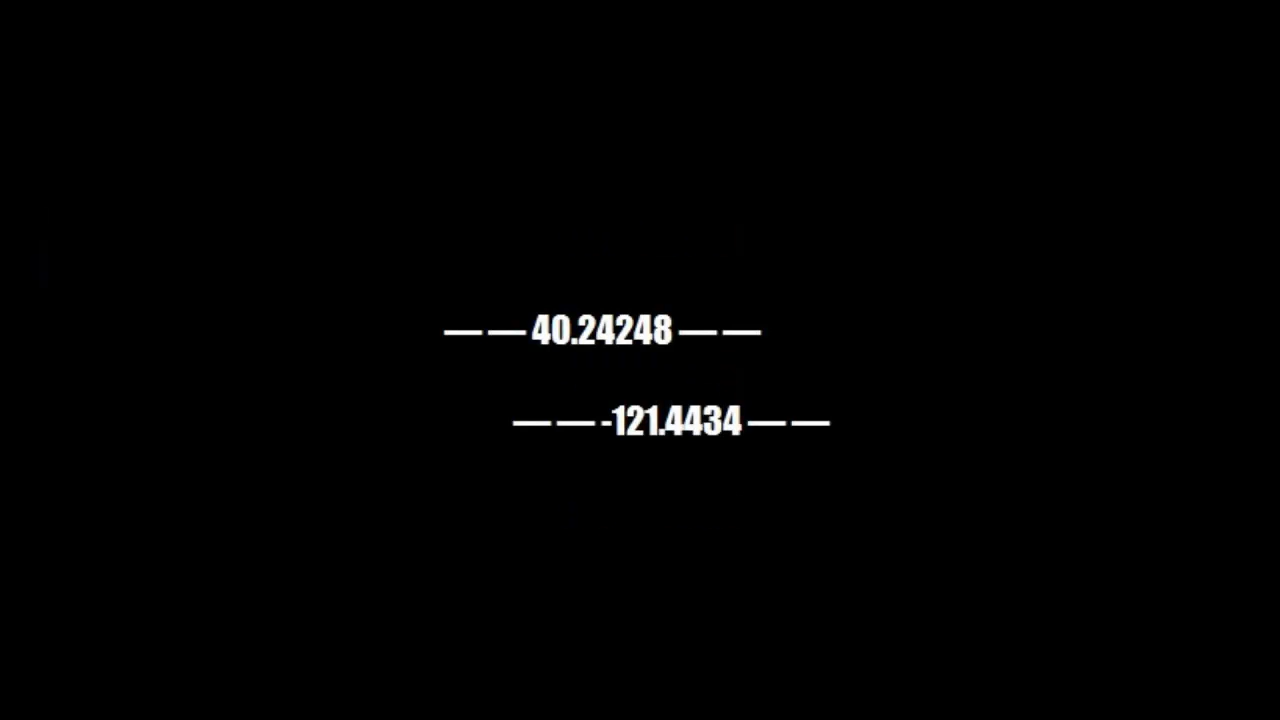 — — 40.24248 — —
— — -121.4434 — —